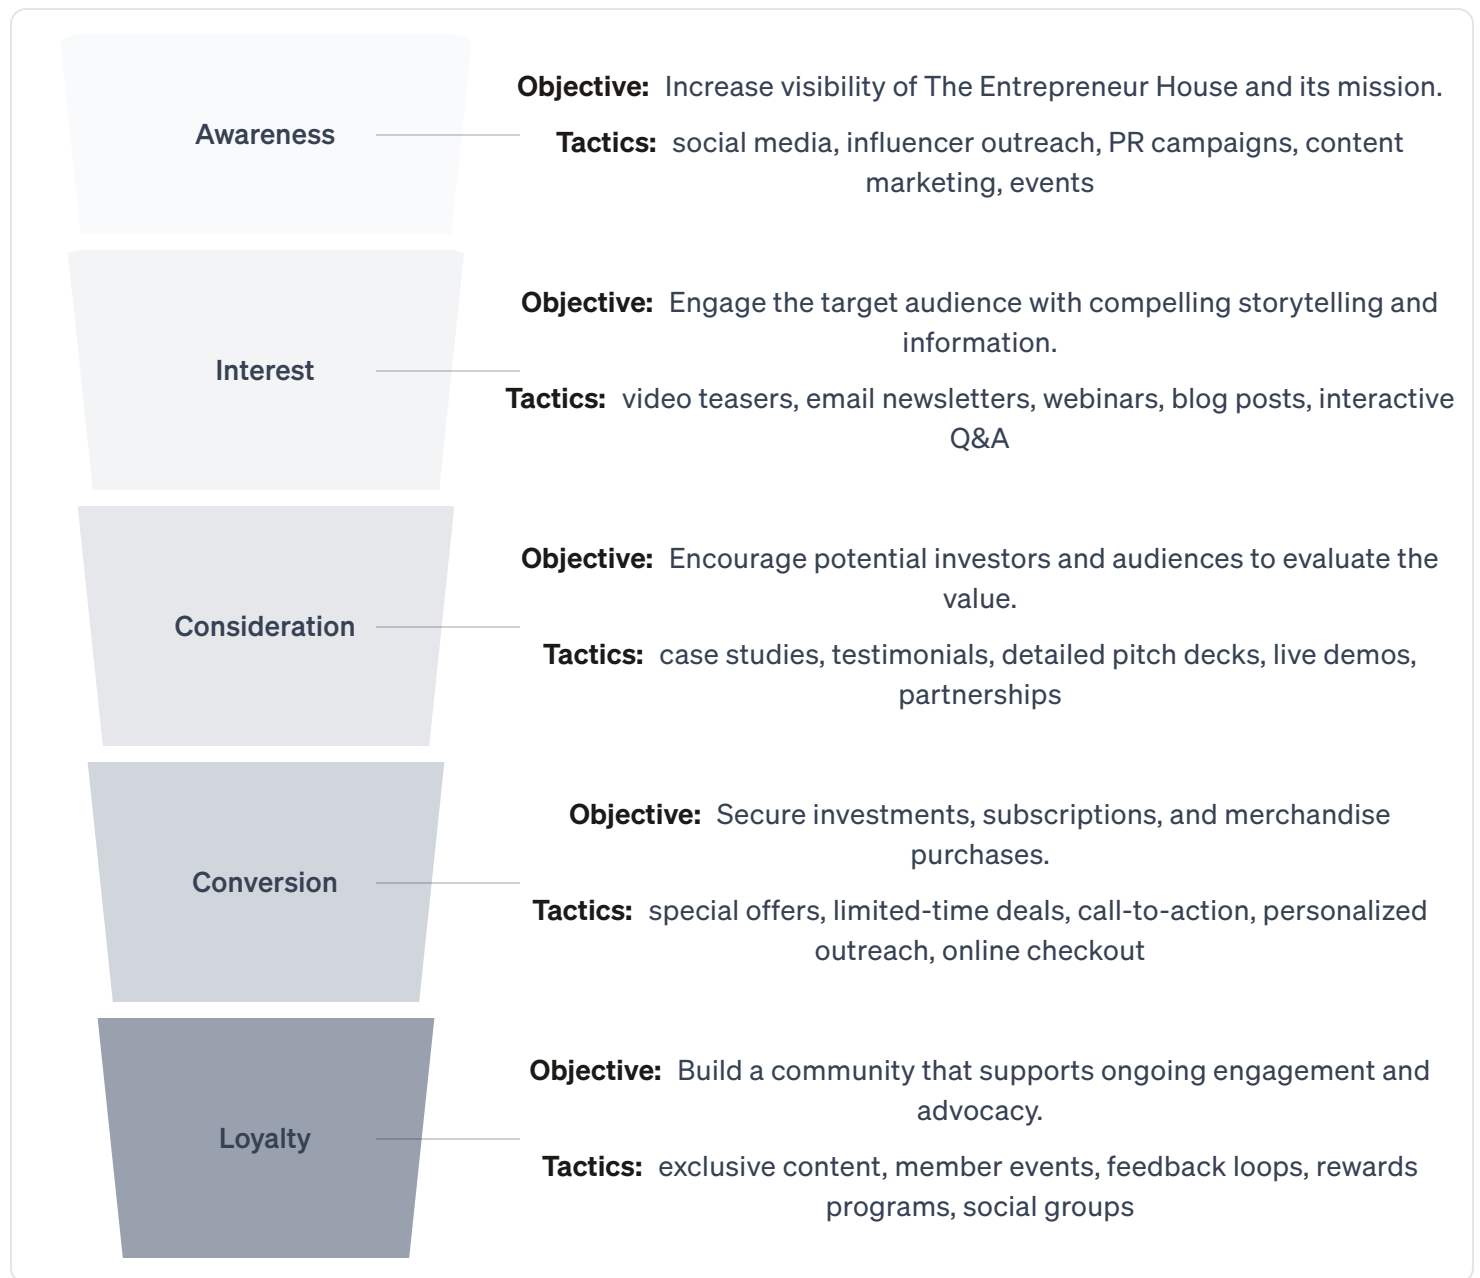 Awareness
Objective: Increase visibility of The Entrepreneur House and its mission.
Tactics: social media, influencer outreach, PR campaigns, content
marketing, events
Interest
Objective: Engage the target audience with compelling storytelling and
information.
Tactics: video teasers, email newsletters, webinars, blog posts, interactive
Q&A
Consideration
Objective: Encourage potential investors and audiences to evaluate the
value.
Tactics: case studies, testimonials, detailed pitch decks, live demos,
partnerships
Conversion
Objective: Secure investments, subscriptions, and merchandise
purchases.
Tactics: special offers, limited-time deals, call-to-action, personalized
outreach, online checkout
Loyalty
Objective: Build a community that supports ongoing engagement and
advocacy.
Tactics: exclusive content, member events, feedback loops, rewards
programs, social groups